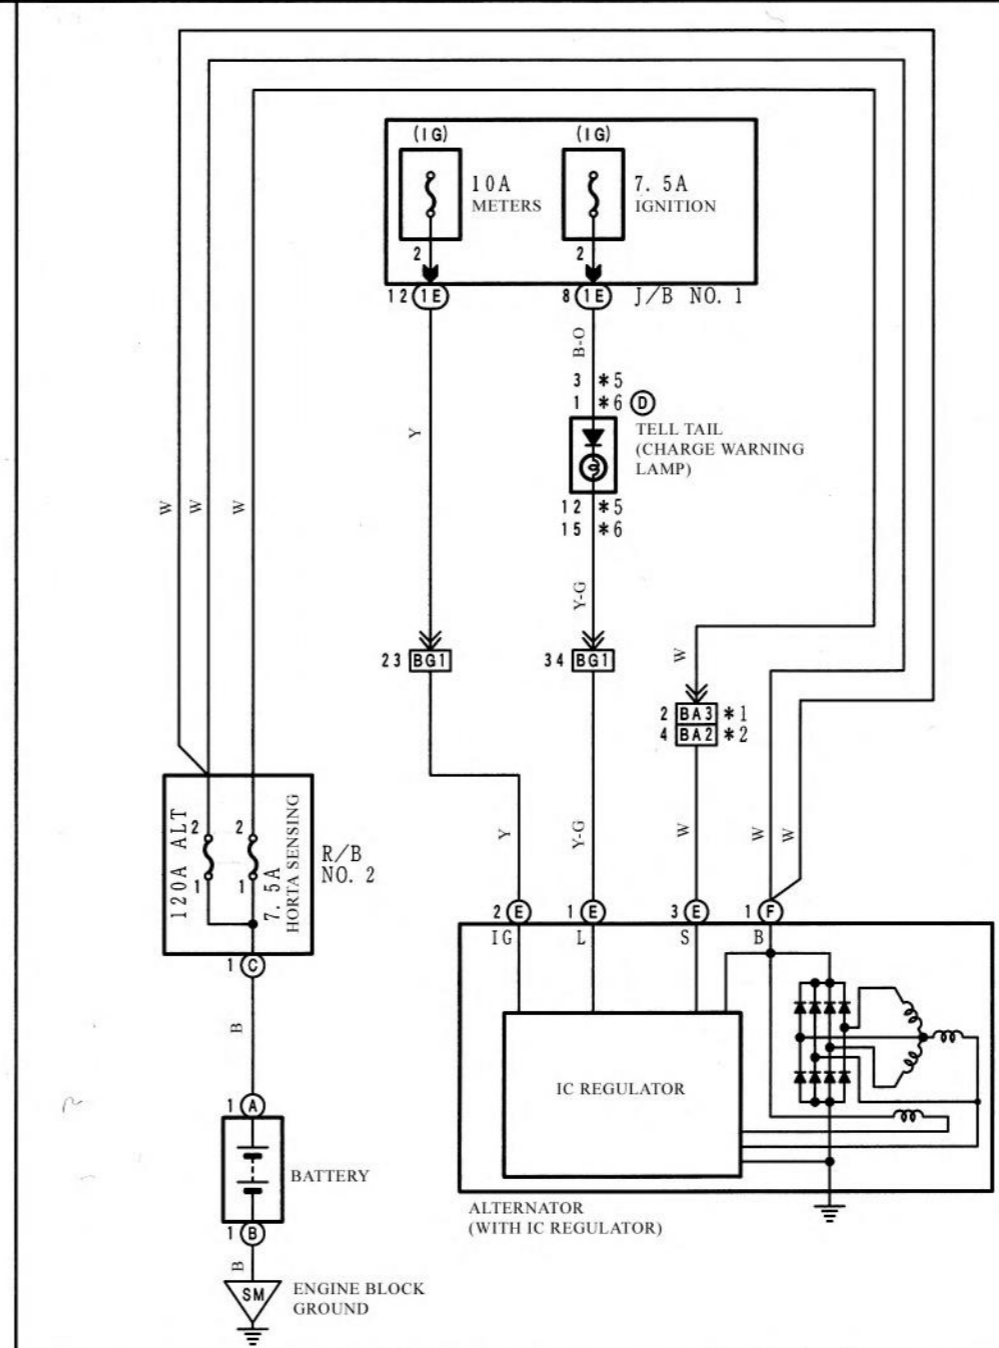 (IG)
(IG)
10A
METERS
7.5A
IGNITION
2
2
12 1E
8 1E
J/B NO. 1
B-O
3 *5
1 *6 D
TELL TAIL
(CHARGE WARNING
LAMP)
Y
W
W
W
12 *5
15 *6
Y-G
23 BG1
34 BG1
W
2 BA3 *1
4 BA2 *2
120A ALT
2
1
2
1
7.5A
HORTA SENSING
R/B
NO. 2
Y
Y-G
W
W
W
2 E
1 E
3 E
1 F
IG
L
S
B
1 C
B
IC REGULATOR
1 A
BATTERY
1 B
B
ALTERNATOR
(WITH IC REGULATOR)
SM
ENGINE BLOCK
GROUND